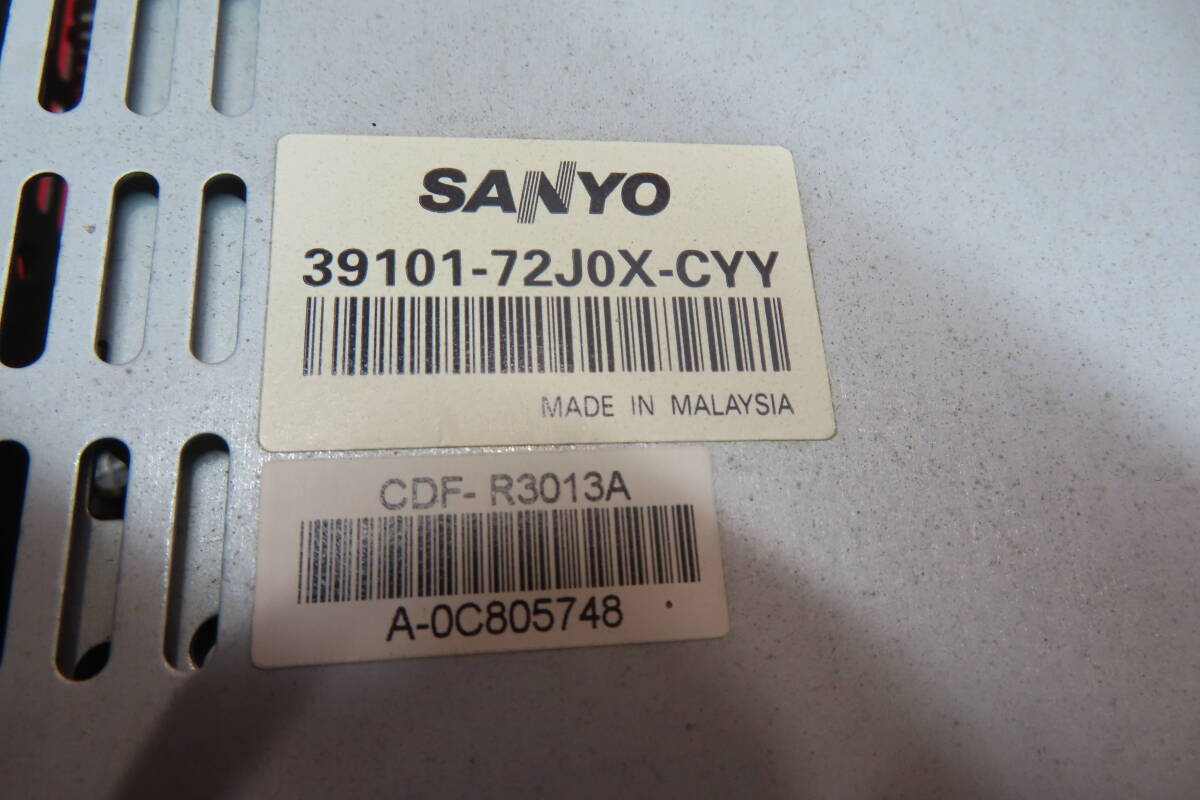 SANYO
39101-72J0X-CYY
MADE IN MALAYSIA
CDF- R3013A
A-0C805748